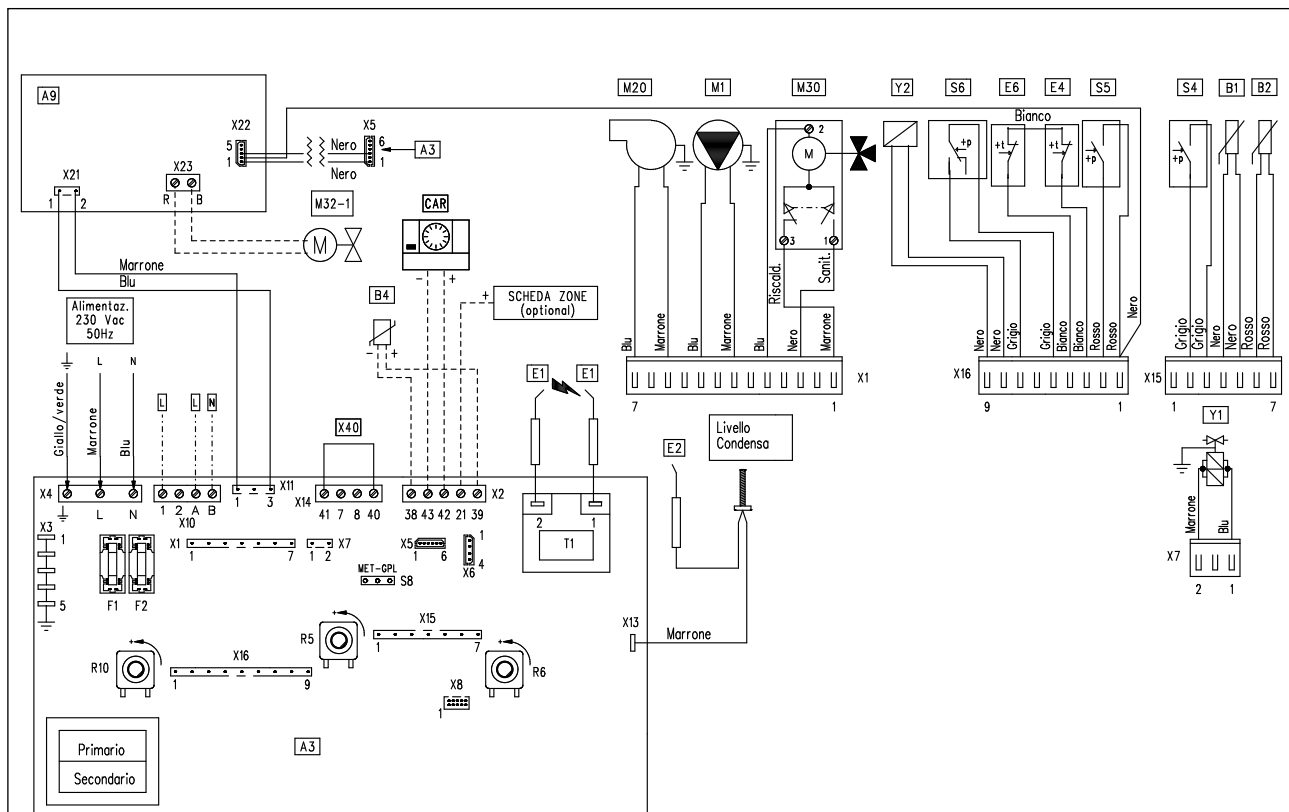 A9
X22
5
1
Nero
Nero
X5
6
1
A3
X21
1
2
X23
R
B
M32-1
M
Marrone
Blu
CAR
-
+
B4
-
+
+
SCHEDA ZONE
(optional)
Alimentaz.
230 Vac
50Hz
L
N
Giallo/verde
Marrone
Blu
L
L
N
X40
E1
E1
M20
M1
M30
Y2
S6
E6
E4
S5
S4
B1
B2
Bianco
2
M
3
1
+p
+t
+t
+p
+p
Riscald.
Sanit.
Blu
Marrone
Blu
Marrone
Blu
Nero
Marrone
X1
7
1
Nero
Nero
Grigio
Grigio
Bianco
Bianco
Rosso
Rosso
Nero
X16
9
1
Grigio
Grigio
Nero
Nero
Rosso
Rosso
X15
1
7
Y1
Marrone
Blu
X7
2
1
E2
Livello
Condensa
X4
L
N
1
2
A
B
X10
X11
1
3
X14
41
7
8
40
X2
38
43
42
21
39
2
1
T1
X3
1
5
F1
F2
X1
1
7
X7
1
2
X5
1
6
X6
1
4
MET-GPL
S8
X13
Marrone
R5
+
X15
1
7
R10
+
X16
1
9
R6
+
X8
1
Primario
Secondario
A3